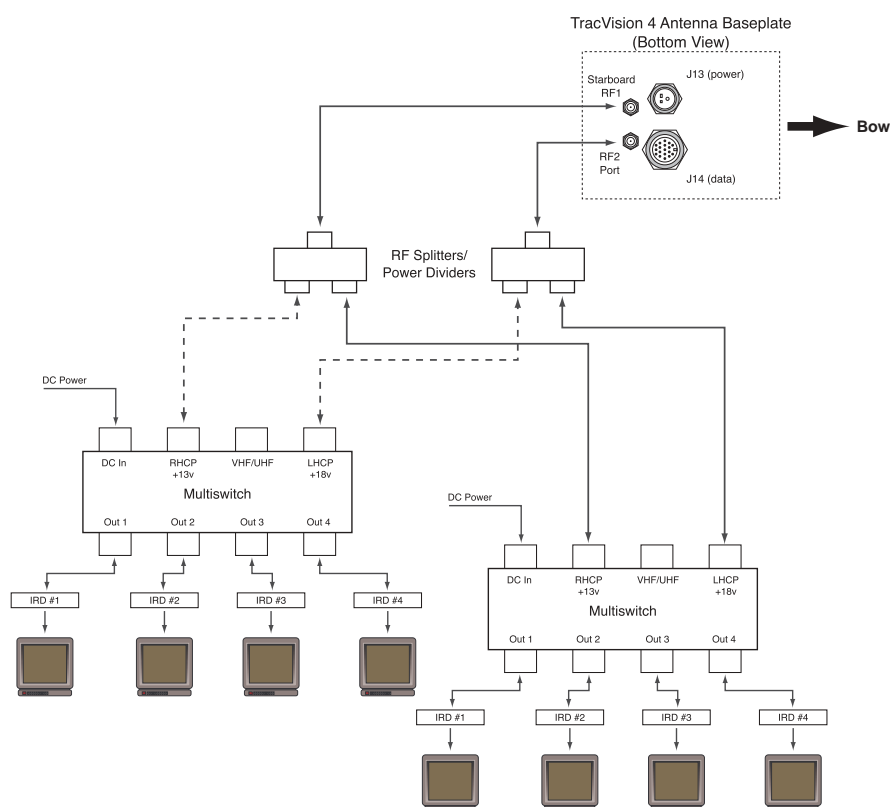 TracVision 4 Antenna Baseplate
(Bottom View)
Starboard
RF1
J13 (power)
Bow
RF2
Port
J14 (data)
RF Splitters/
Power Dividers
DC Power
DC In
RHCP
+13v
VHF/UHF
LHCP
+18v
Multiswitch
Out 1
Out 2
Out 3
Out 4
IRD #1
IRD #2
IRD #3
IRD #4
DC Power
DC In
RHCP
+13v
VHF/UHF
LHCP
+18v
Multiswitch
Out 1
Out 2
Out 3
Out 4
IRD #1
IRD #2
IRD #3
IRD #4